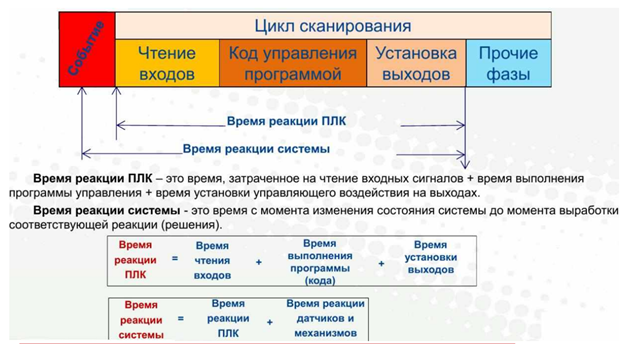 Событие
Цикл сканирования
Чтение
входов
Код управления
программой
Установка
выходов
Прочие
фазы
Время реакции ПЛК
Время реакции системы
Время реакции ПЛК – это время, затраченное на чтение входных сигналов + время выполнения
программы управления + время установки управляющего воздействия на выходах.
Время реакции системы - это время с момента изменения состояния системы до момента выработки
соответствующей реакции (решения).
Время
реакции
ПЛК
=
Время
чтения
входов
+
Время
выполнения
программы
(кода)
+
Время
установки
выходов
Время
реакции
системы
=
Время
реакции
ПЛК
+
Время реакции
датчиков и
механизмов